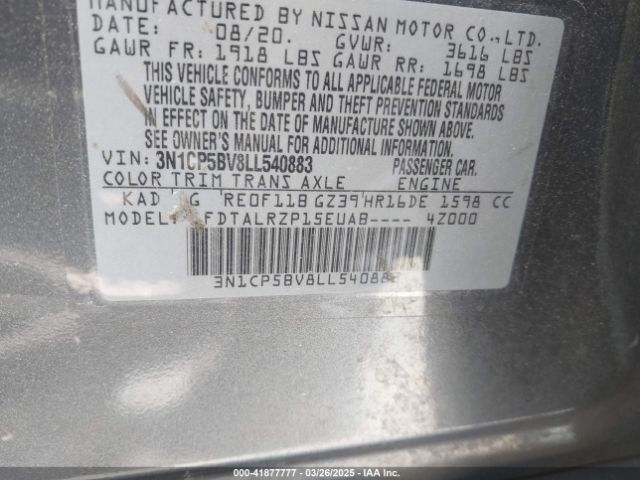 MANUFACTURED BY NISSAN MOTOR CO.,LTD.
DATE: 08/20. GVWR: 3616 LBS
GAWR FR: 1918 LBS GAWR RR: 1698 LBS
THIS VEHICLE CONFORMS TO ALL APPLICABLE FEDERAL MOTOR
VEHICLE SAFETY, BUMPER AND THEFT PREVENTION STANDARDS
IN EFFECT ON THE DATE OF MANUFACTURE SHOWN ABOVE.
SEE OWNER'S MANUAL FOR ADDITIONAL INFORMATION.
VIN: 3N1CP5BV8LL540883 PASSENGER CAR.
COLOR TRIM TRANS AXLE ENGINE
KAD G RE0F11B GZ39 HR16DE 1598 CC
MODEL FDTALRZP15EUAB---- 4Z000
3N1CP5BV8LL540883
000-41877777 - 03/26/2025 - IAA Inc.